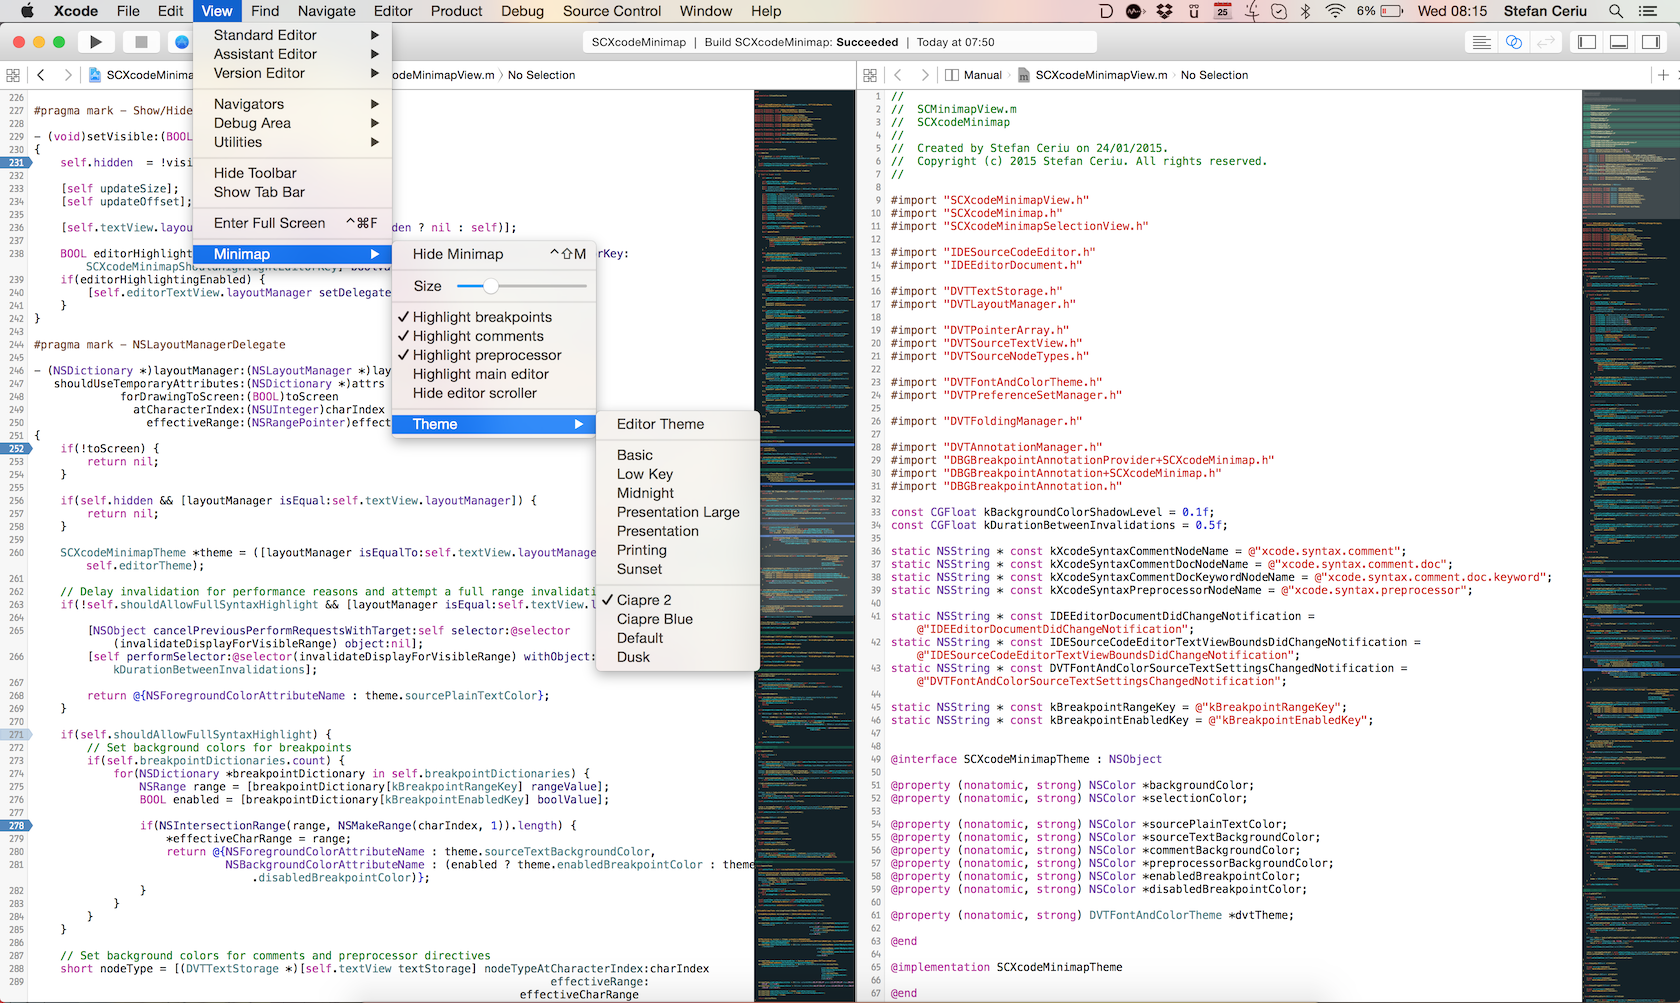 Xcode File Edit View Find Navigate Editor Product Debug Source Control Window Help
25 6% Wed 08:15 Stefan Ceriu
SCXcodeMinimap | Build SCXcodeMinimap: Succeeded | Today at 07:50
SCXcodeMinima
odeMinimapView.m
No Selection
Standard Editor
Assistant Editor
Version Editor
Navigators
Debug Area
Utilities
Hide Toolbar
Show Tab Bar
Enter Full Screen ^⌘F
Minimap
Hide Minimap ^⇧M
Size
Highlight breakpoints
Highlight comments
Highlight preprocessor
Highlight main editor
Hide editor scroller
Theme
Editor Theme
Basic
Low Key
Midnight
Presentation Large
Presentation
Printing
Sunset
Ciapre 2
Ciapre Blue
Default
Dusk
226
227 #pragma mark - Show/Hide
228
229 - (void)setVisible:(BOOL
230 {
231 self.hidden = !visi
232
233 [self updateSize];
234 [self updateOffset];
235
236 [self.textView.layou
den ? nil : self)];
237
238 BOOL editorHighlight
rKey:
239 if(editorHighlightingEnabled) {
240 [self.editorTextView.layoutManager setDelegate
241 }
242 }
243
244 #pragma mark - NSLayoutManagerDelegate
245
246 - (NSDictionary *)layoutManager:(NSLayoutManager *)lay
247 shouldUseTemporaryAttributes:(NSDictionary *)attrs
248 forDrawingToScreen:(BOOL)toScreen
249 atCharacterIndex:(NSUInteger)charIndex
250 effectiveRange:(NSRangePointer)effect
251 {
252 if(!toScreen) {
253 return nil;
254 }
255
256 if(self.hidden && [layoutManager isEqual:self.textView.layoutManager]) {
257 return nil;
258 }
259
260 SCXcodeMinimapTheme *theme = ([layoutManager isEqualTo:self.textView.layoutManage
self.editorTheme);
261
262 // Delay invalidation for performance reasons and attempt a full range invalidati
263 if(!self.shouldAllowFullSyntaxHighlight && [layoutManager isEqual:self.textView.l
264
265 [NSObject cancelPreviousPerformRequestsWithTarget:self selector:@selector
(invalidateDisplayForVisibleRange) object:nil];
266 [self performSelector:@selector(invalidateDisplayForVisibleRange) withObject:
kDurationBetweenInvalidations];
267
268 return @{NSForegroundColorAttributeName : theme.sourcePlainTextColor};
269 }
270
271 if(self.shouldAllowFullSyntaxHighlight) {
272 // Set background colors for breakpoints
273 if(self.breakpointDictionaries.count) {
274 for(NSDictionary *breakpointDictionary in self.breakpointDictionaries) {
275 NSRange range = [breakpointDictionary[kBreakpointRangeKey] rangeValue];
276 BOOL enabled = [breakpointDictionary[kBreakpointEnabledKey] boolValue];
277
278 if(NSIntersectionRange(range, NSMakeRange(charIndex, 1)).length) {
279 *effectiveCharRange = range;
280 return @{NSForegroundColorAttributeName : theme.sourceTextBackgroundColor,
281 NSBackgroundColorAttributeName : (enabled ? theme.enabledBreakpointColor : theme
.disabledBreakpointColor)};
282 }
283 }
284 }
285 }
286
287 // Set background colors for comments and preprocessor directives
288 short nodeType = [(DVTTextStorage *)[self.textView textStorage] nodeTypeAtCharacterIndex:charIndex
289 effectiveRange:
effectiveCharRange
Manual
SCXcodeMinimapView.m
No Selection
1 //
2 // SCMinimapView.m
3 // SCXcodeMinimap
4 //
5 // Created by Stefan Ceriu on 24/01/2015.
6 // Copyright (c) 2015 Stefan Ceriu. All rights reserved.
7 //
8
9 #import "SCXcodeMinimapView.h"
10 #import "SCXcodeMinimap.h"
11 #import "SCXcodeMinimapSelectionView.h"
12
13 #import "IDESourceCodeEditor.h"
14 #import "IDEEditorDocument.h"
15
16 #import "DVTTextStorage.h"
17 #import "DVTLayoutManager.h"
18
19 #import "DVTPointerArray.h"
20 #import "DVTSourceTextView.h"
21 #import "DVTSourceNodeTypes.h"
22
23 #import "DVTFontAndColorTheme.h"
24 #import "DVTPreferenceSetManager.h"
25
26 #import "DVTFoldingManager.h"
27
28 #import "DVTAnnotationManager.h"
29 #import "DBGBreakpointAnnotationProvider+SCXcodeMinimap.h"
30 #import "DBGBreakpointAnnotation+SCXcodeMinimap.h"
31 #import "DBGBreakpointAnnotation.h"
32
33 const CGFloat kBackgroundColorShadowLevel = 0.1f;
34 const CGFloat kDurationBetweenInvalidations = 0.5f;
35
36 static NSString * const kXcodeSyntaxCommentNodeName = @"xcode.syntax.comment";
37 static NSString * const kXcodeSyntaxCommentDocNodeName = @"xcode.syntax.comment.doc";
38 static NSString * const kXcodeSyntaxCommentDocKeywordNodeName = @"xcode.syntax.comment.doc.keyword";
39 static NSString * const kXcodeSyntaxPreprocessorNodeName = @"xcode.syntax.preprocessor";
40
41 static NSString * const IDEEditorDocumentDidChangeNotification =
@"IDEEditorDocumentDidChangeNotification";
42 static NSString * const IDESourceCodeEditorTextViewBoundsDidChangeNotification =
@"IDESourceCodeEditorTextViewBoundsDidChangeNotification";
43 static NSString * const DVTFontAndColorSourceTextSettingsChangedNotification =
@"DVTFontAndColorSourceTextSettingsChangedNotification";
44
45 static NSString * const kBreakpointRangeKey = @"kBreakpointRangeKey";
46 static NSString * const kBreakpointEnabledKey = @"kBreakpointEnabledKey";
47
48
49 @interface SCXcodeMinimapTheme : NSObject
50
51 @property (nonatomic, strong) NSColor *backgroundColor;
52 @property (nonatomic, strong) NSColor *selectionColor;
53
54 @property (nonatomic, strong) NSColor *sourcePlainTextColor;
55 @property (nonatomic, strong) NSColor *sourceTextBackgroundColor;
56 @property (nonatomic, strong) NSColor *commentBackgroundColor;
57 @property (nonatomic, strong) NSColor *preprocessorBackgroundColor;
58 @property (nonatomic, strong) NSColor *enabledBreakpointColor;
59 @property (nonatomic, strong) NSColor *disabledBreakpointColor;
60
61 @property (nonatomic, strong) DVTFontAndColorTheme *dvtTheme;
62
63 @end
64
65 @implementation SCXcodeMinimapTheme
66
67 @end